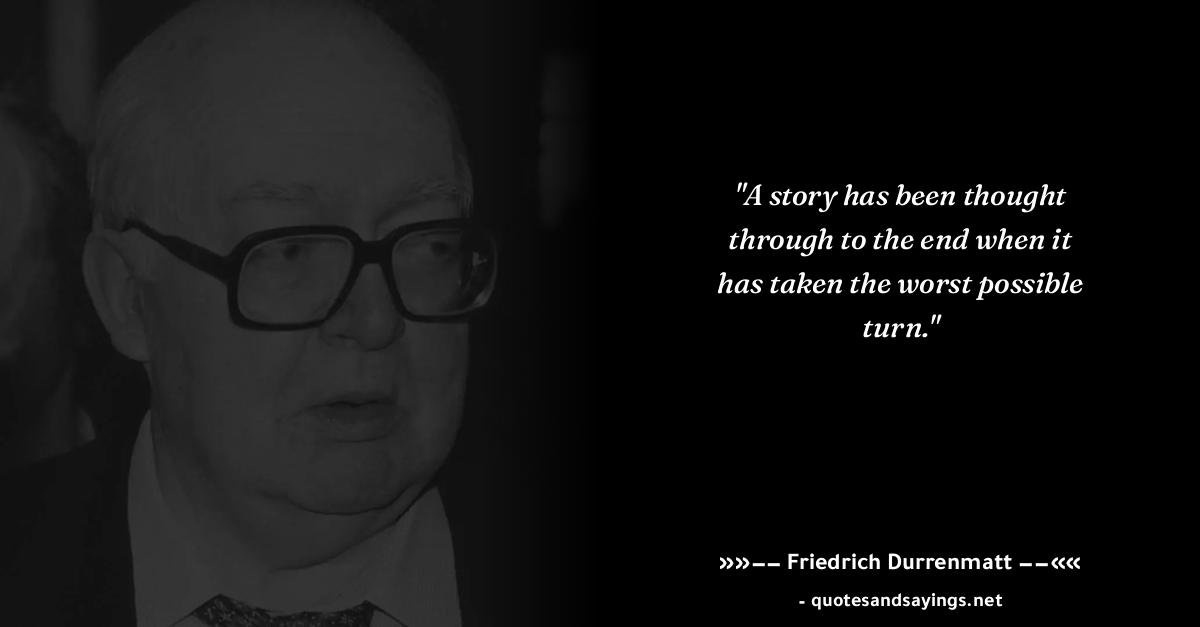 "A story has been thought
through to the end when it
has taken the worst possible
turn."
»»–– Friedrich Durrenmatt ––««
- quotesandsayings.net